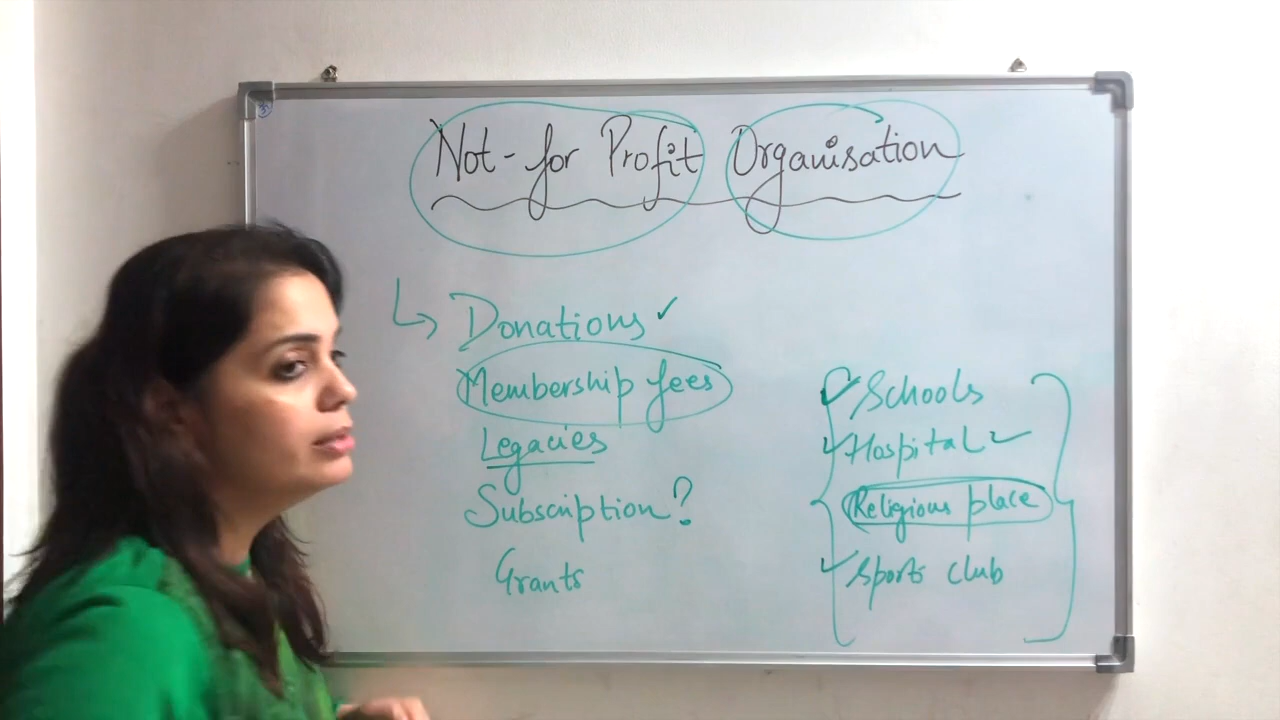 Not-for Profit Organisation
Donations
Membership fees
Legacies
Subscription?
Grants
Schools
Hospital
Religious place
Sports club